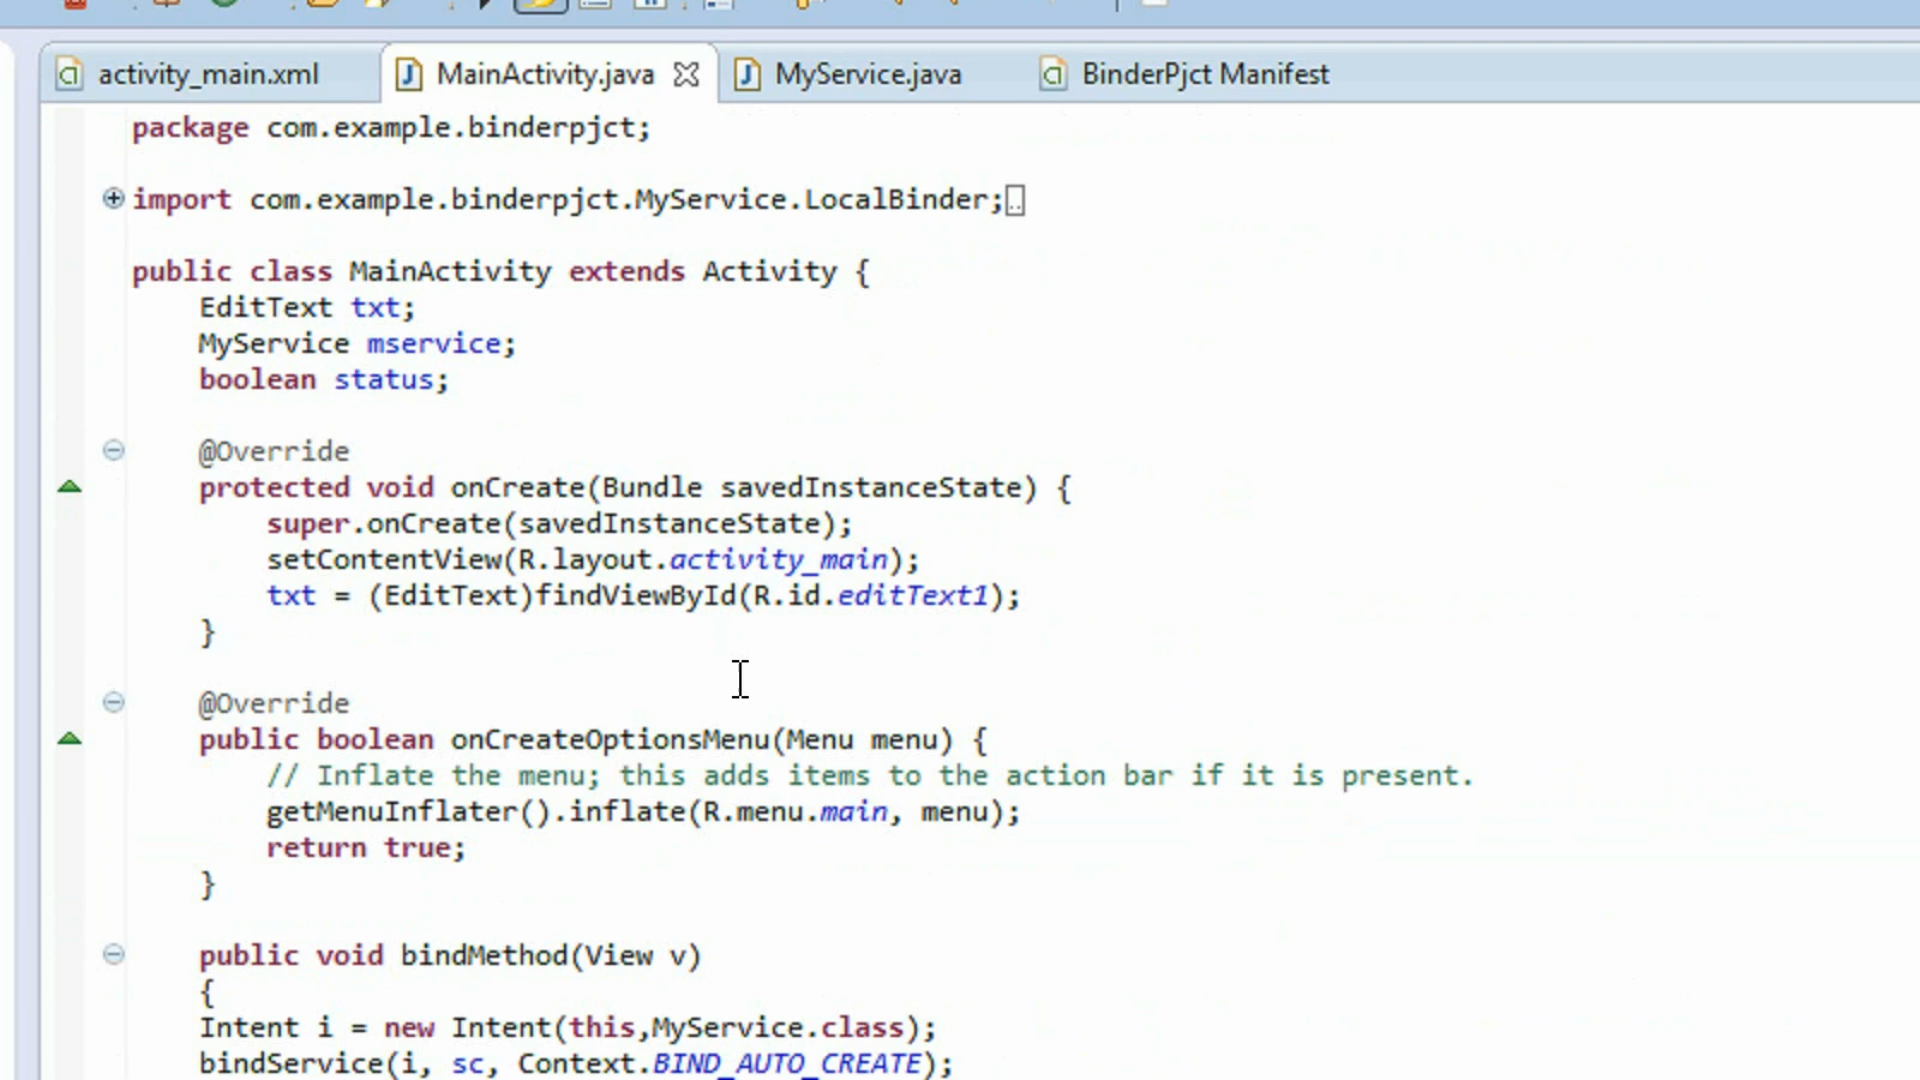 activity_main.xml MainActivity.java MyService.java BinderPjct Manifest
package com.example.binderpjct;
import com.example.binderpjct.MyService.LocalBinder;
public class MainActivity extends Activity {
EditText txt;
MyService mservice;
boolean status;
@Override
protected void onCreate(Bundle savedInstanceState) {
super.onCreate(savedInstanceState);
setContentView(R.layout.activity_main);
txt = (EditText)findViewById(R.id.editText1);
}
@Override
public boolean onCreateOptionsMenu(Menu menu) {
// Inflate the menu; this adds items to the action bar if it is present.
getMenuInflater().inflate(R.menu.main, menu);
return true;
}
public void bindMethod(View v)
{
Intent i = new Intent(this,MyService.class);
bindService(i, sc, Context.BIND_AUTO_CREATE);